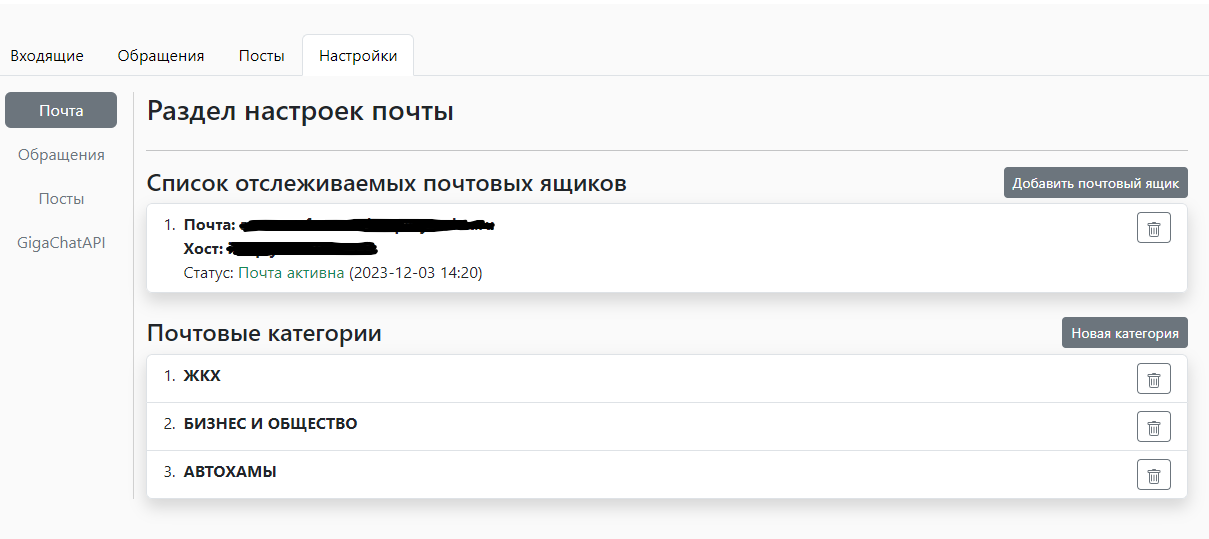 Входящие Обращения Посты Настройки
Почта
Обращения
Посты
GigaChatAPI
Раздел настроек почты
Список отслеживаемых почтовых ящиков Добавить почтовый ящик
1. Почта:
Хост:
Статус: Почта активна (2023-12-03 14:20)
Почтовые категории Новая категория
1. ЖКХ
2. БИЗНЕС И ОБЩЕСТВО
3. АВТОХАМЫ